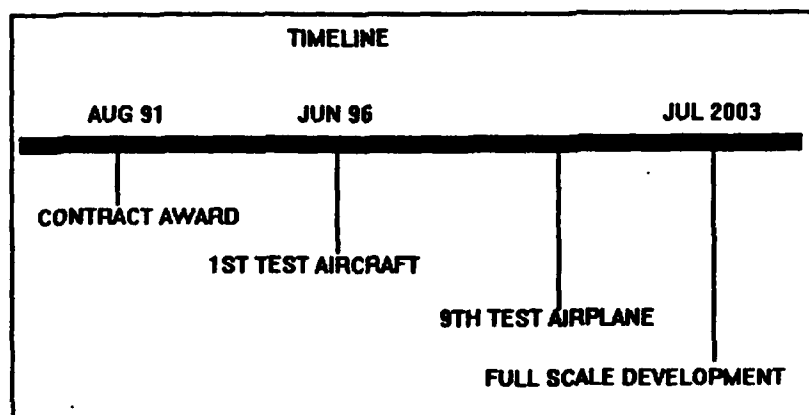 TIMELINE
AUG 91 JUN 96 JUL 2003
CONTRACT AWARD
1ST TEST AIRCRAFT
9TH TEST AIRPLANE
FULL SCALE DEVELOPMENT